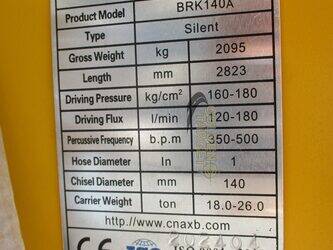 Product Model BRK140A
Type Silent
Gross Weight kg 2095
Length mm 2823
Driving Pressure kg/cm² 160-180
Driving Flux l/min 120-180
Percussive Frequency b.p.m 350-500
Hose Diameter In 1
Chisel Diameter mm 140
Carrier Weight ton 18.0-26.0
http://www.cnaxb.com
CE